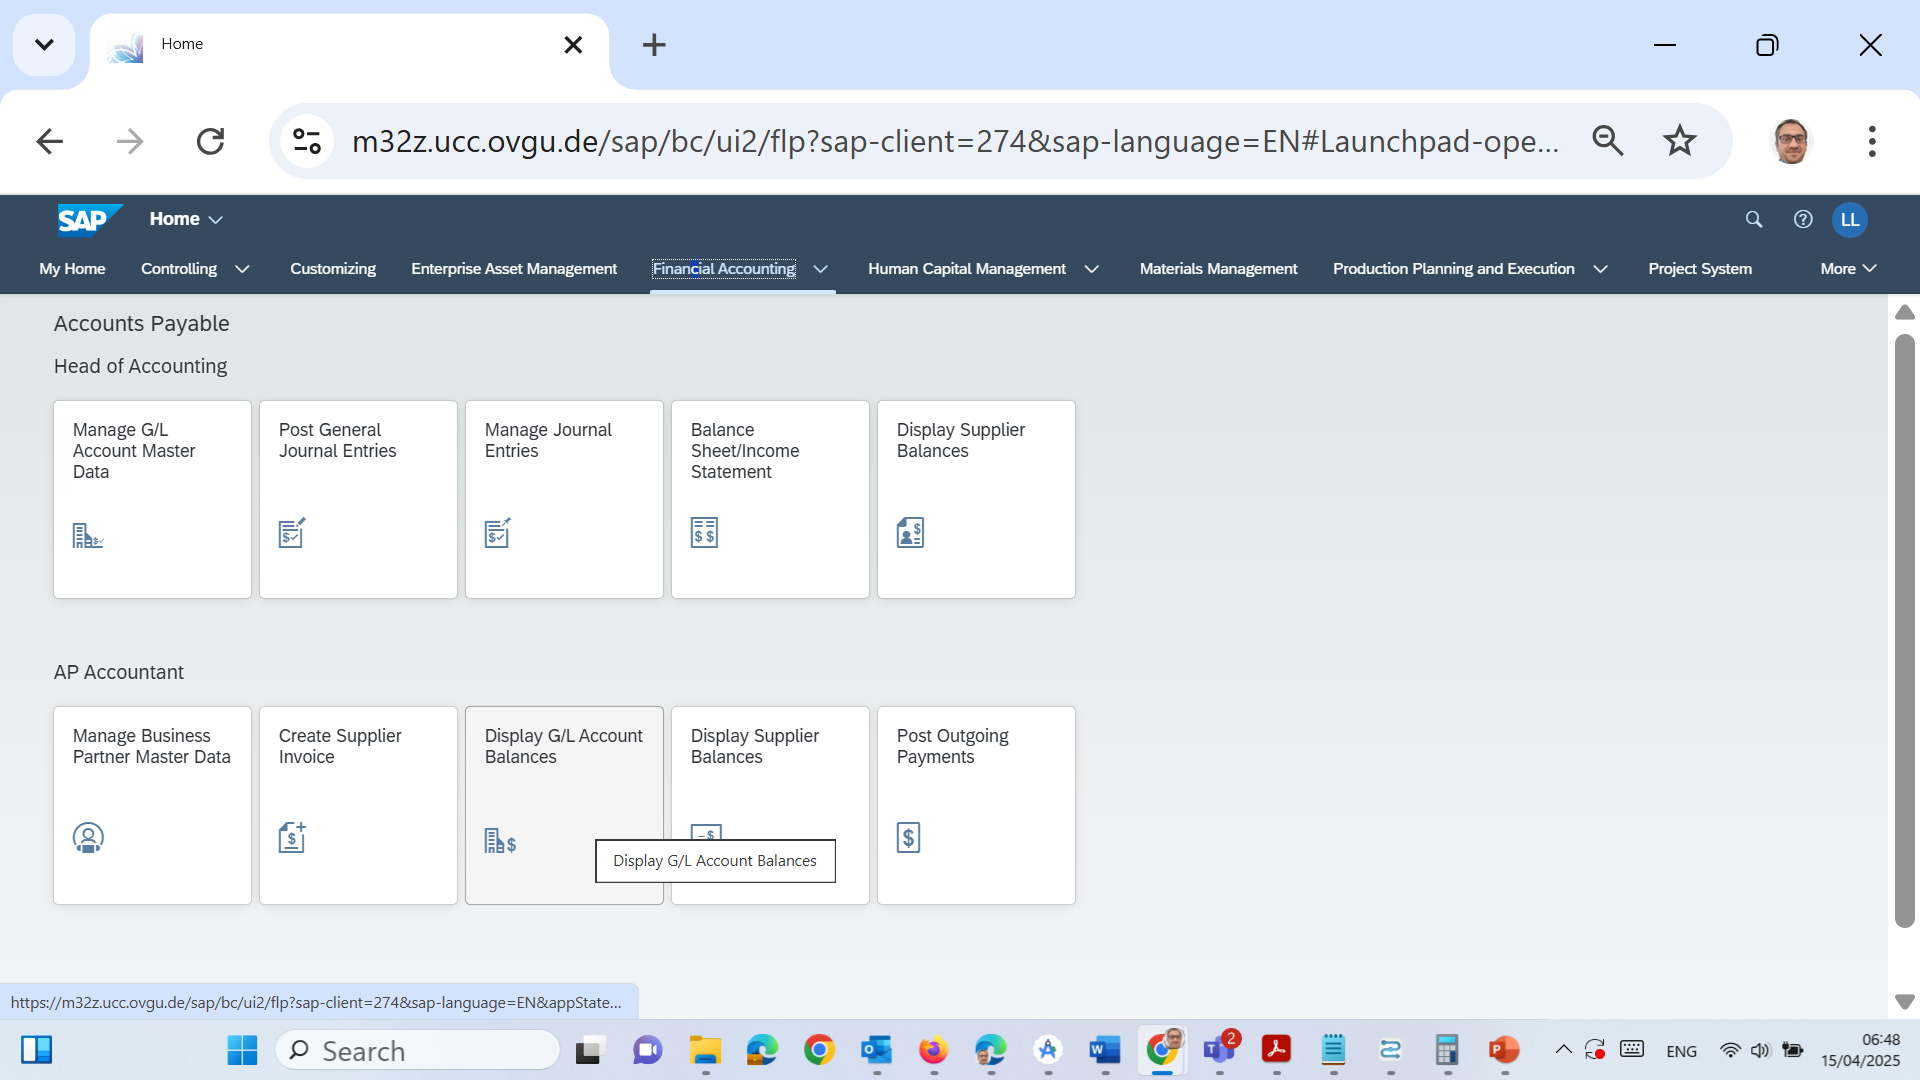 Home
m32z.ucc.ovgu.de/sap/bc/ui2/flp?sap-client=274&sap-language=EN#Launchpad-ope...
SAP Home LL
My Home Controlling Customizing Enterprise Asset Management Financial Accounting Human Capital Management Materials Management Production Planning and Execution Project System More
Accounts Payable
Head of Accounting
Manage G/L
Account Master
Data
Post General
Journal Entries
Manage Journal
Entries
Balance
Sheet/Income
Statement
Display Supplier
Balances
AP Accountant
Manage Business
Partner Master Data
Create Supplier
Invoice
Display G/L Account
Balances
Display Supplier
Balances
Post Outgoing
Payments
Display G/L Account Balances
https://m32z.ucc.ovgu.de/sap/bc/ui2/flp?sap-client=274&sap-language=EN&appState...
Search
2
ENG
06:48
15/04/2025